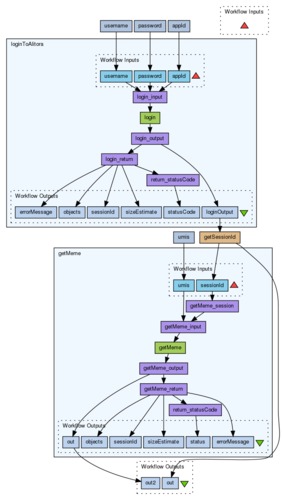 Workflow Inputs
username password appId
loginToAlitora
Workflow Inputs
username password appId
login_input
login
login_output
login_return
return_statusCode
Workflow Outputs
errorMessage objects sessionId sizeEstimate statusCode loginOutput
umis getSessionId
getMeme
Workflow Inputs
umis sessionId
getMeme_session
getMeme_input
getMeme
getMeme_output
getMeme_return
return_statusCode
Workflow Outputs
out objects sessionId sizeEstimate status errorMessage
Workflow Outputs
out2 out